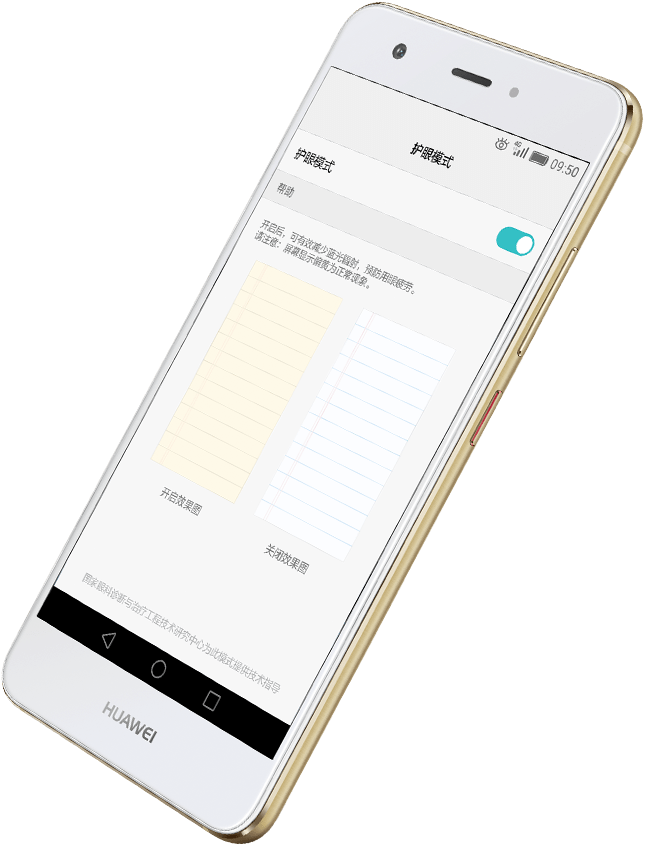 4G 09:50
护眼模式
护眼模式
帮助
开启后，可有效减少蓝光辐射，预防用眼疲劳。
请注意：屏幕显示偏黄为正常现象。
开启效果图
关闭效果图
国家眼科诊断与治疗工程技术研究中心为此模式提供技术指导
HUAWEI